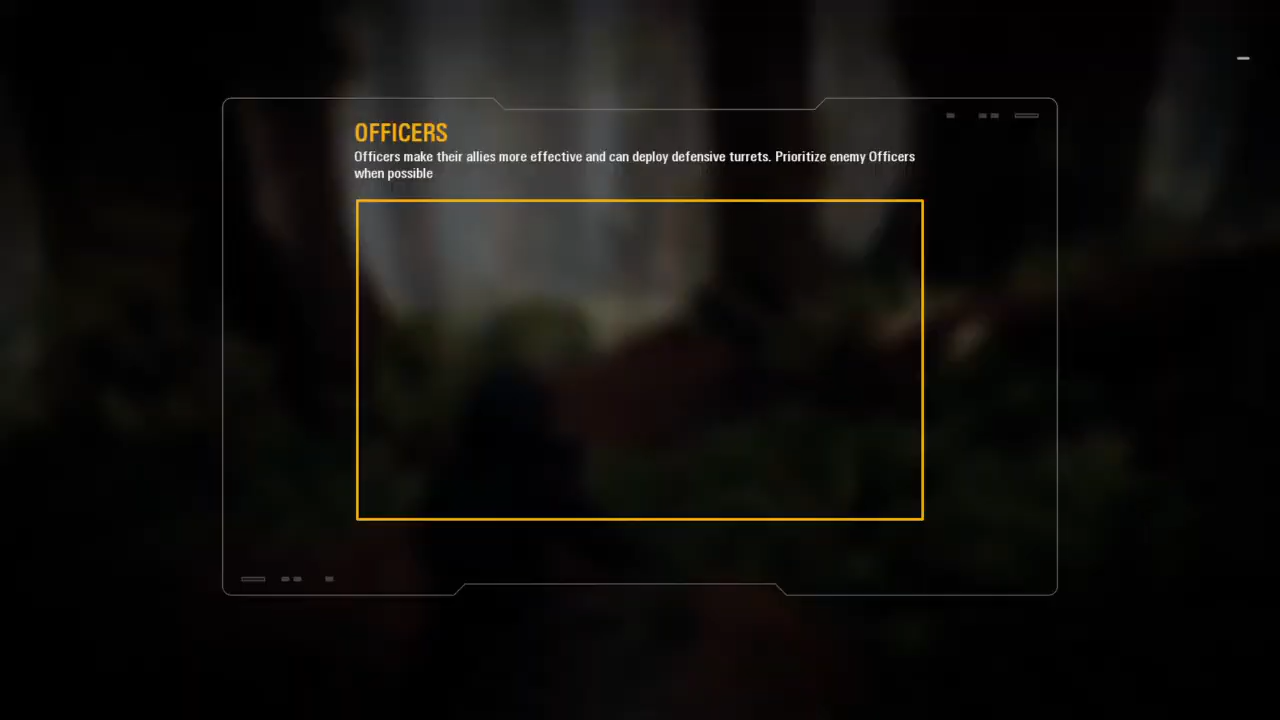 OFFICERS
Officers make their allies more effective and can deploy defensive turrets. Prioritize enemy Officers
when possible